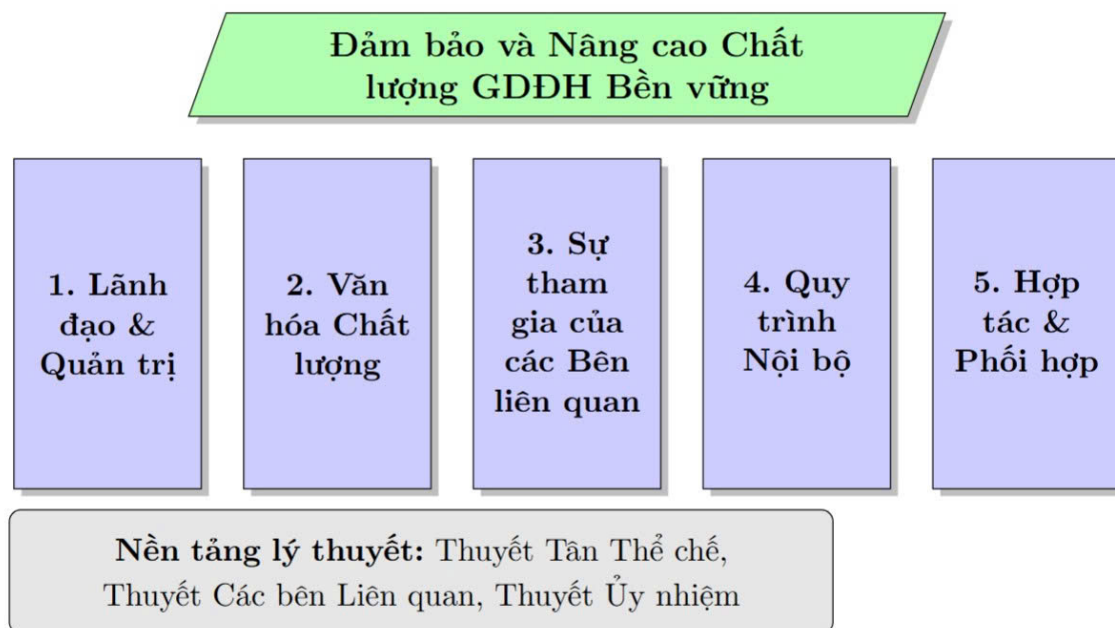 Đảm bảo và Nâng cao Chất
lượng GDĐH Bền vững
1. Lãnh
đạo &
Quản trị
2. Văn
hóa Chất
lượng
3. Sự
tham
gia của
các Bên
liên quan
4. Quy
trình
Nội bộ
5. Hợp
tác &
Phối hợp
Nền tảng lý thuyết: Thuyết Tân Thể chế,
Thuyết Các bên Liên quan, Thuyết Ủy nhiệm